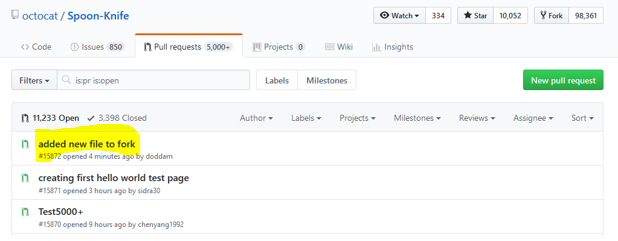 octocat / Spoon-Knife
Watch 334 Star 10,052 Fork 98,361
Code Issues 850 Pull requests 5,000+ Projects 0 Wiki Insights
Filters is:pr is:open Labels Milestones New pull request
11,233 Open 3,398 Closed Author Labels Projects Milestones Reviews Assignee Sort
added new file to fork
#15872 opened 4 minutes ago by doddam
creating first hello world test page
#15871 opened 3 hours ago by sidra30
Test5000+
#15870 opened 9 hours ago by chenyang1992